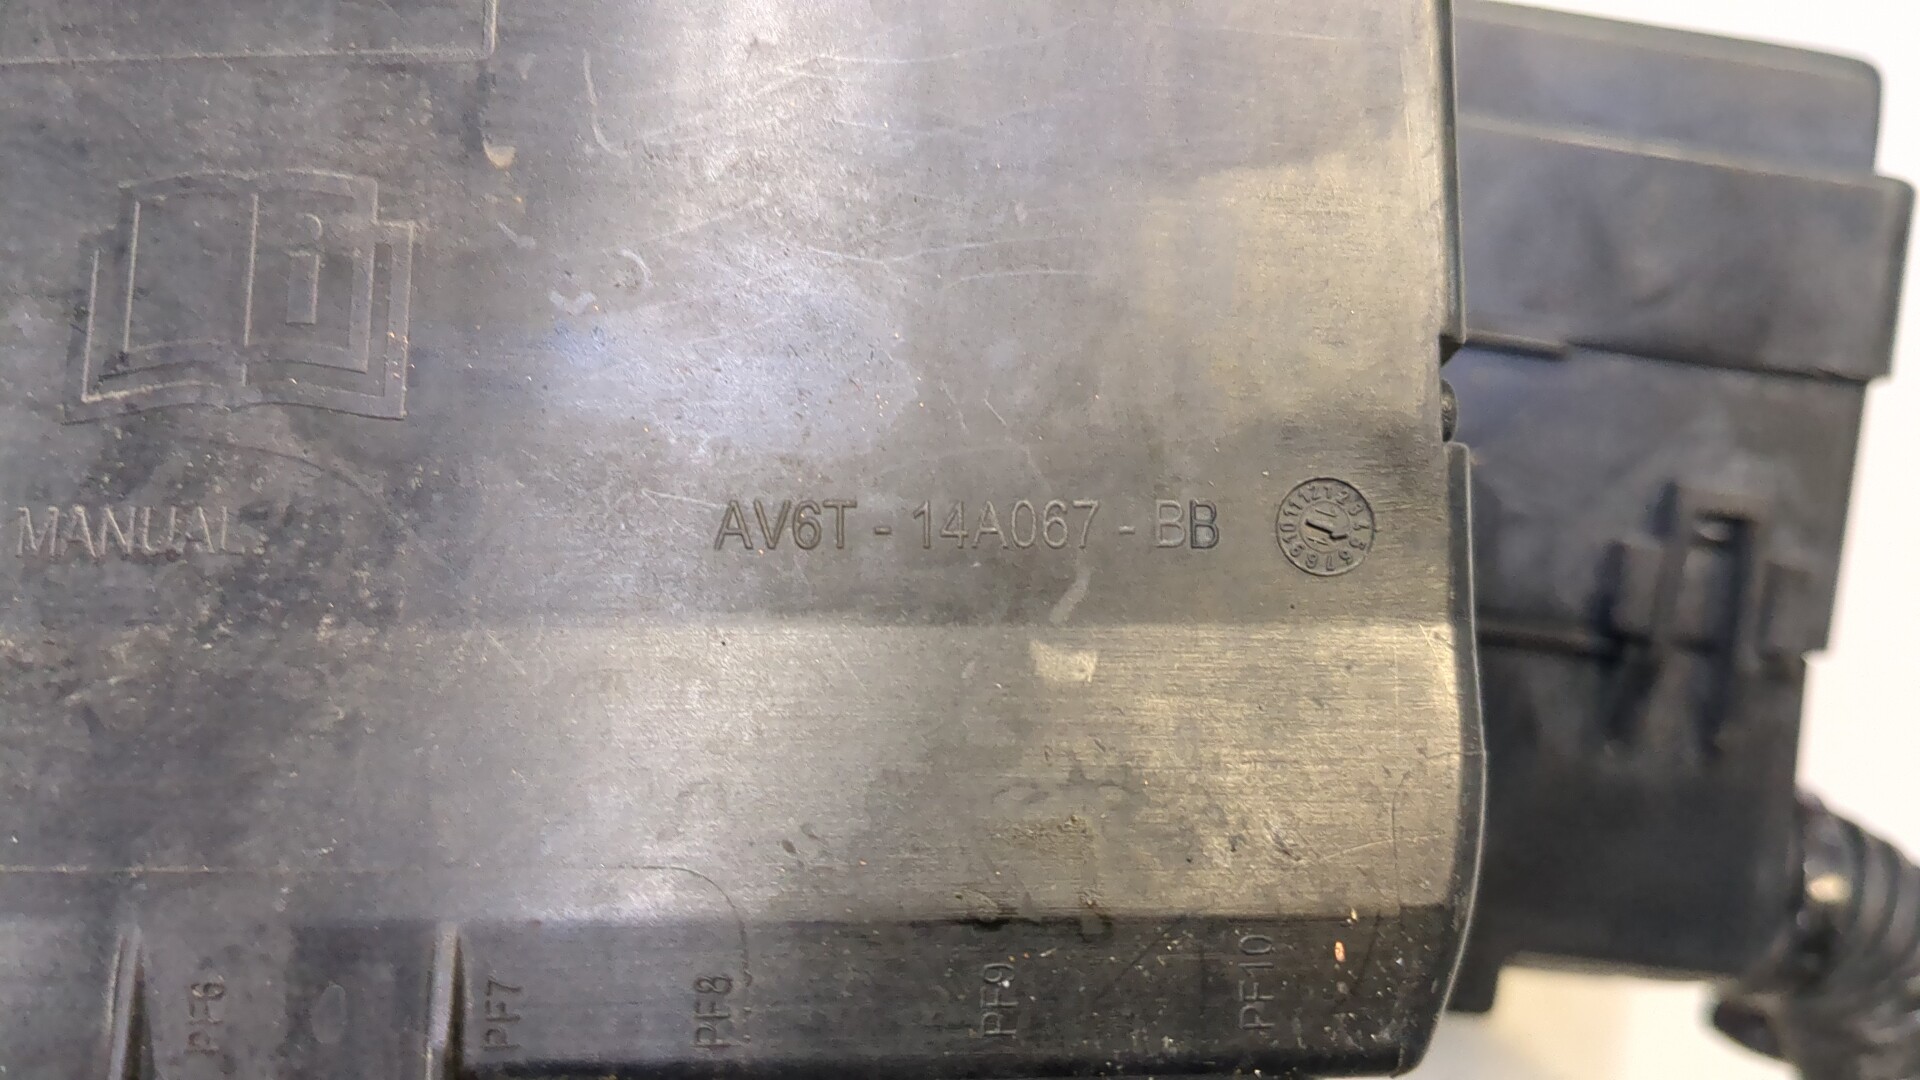 MANUAL.
AV6T - 14A067 - BB
PF6
PF7
PF8
PF9
PF10